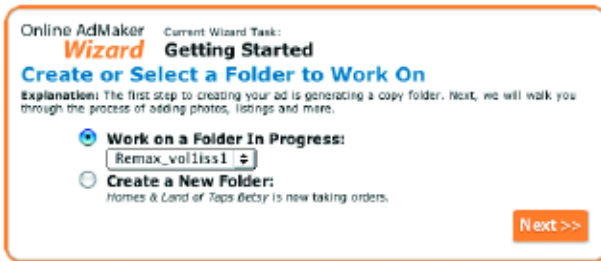 Online AdMaker Current Wizard Task:
Wizard Getting Started
Create or Select a Folder to Work On
Explanation: The first step to creating your ad is generating a copy folder. Next, we will walk you
through the process of adding photos, listings and more.
Work on a Folder In Progress:
Remax_vol1iss1
Create a New Folder:
Homes & Land of Taps Betsy is now taking orders.
Next >>